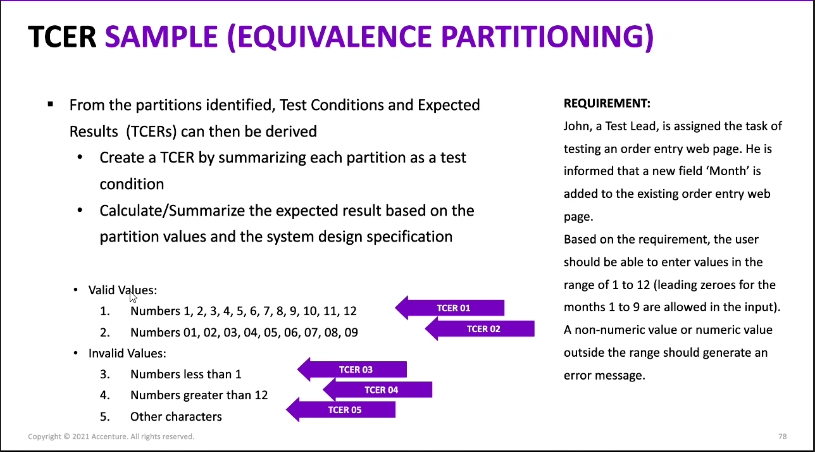 TCER SAMPLE (EQUIVALENCE PARTITIONING)
▪ From the partitions identified, Test Conditions and Expected
Results (TCERs) can then be derived
• Create a TCER by summarizing each partition as a test
condition
• Calculate/Summarize the expected result based on the
partition values and the system design specification
• Valid Values:
1. Numbers 1, 2, 3, 4, 5, 6, 7, 8, 9, 10, 11, 12
TCER 01
2. Numbers 01, 02, 03, 04, 05, 06, 07, 08, 09
TCER 02
• Invalid Values:
3. Numbers less than 1
TCER 03
4. Numbers greater than 12
TCER 04
5. Other characters
TCER 05
REQUIREMENT:
John, a Test Lead, is assigned the task of
testing an order entry web page. He is
informed that a new field ‘Month’ is
added to the existing order entry web
page.
Based on the requirement, the user
should be able to enter values in the
range of 1 to 12 (leading zeroes for the
months 1 to 9 are allowed in the input).
A non-numeric value or numeric value
outside the range should generate an
error message.
Copyright © 2021 Accenture. All rights reserved.
78